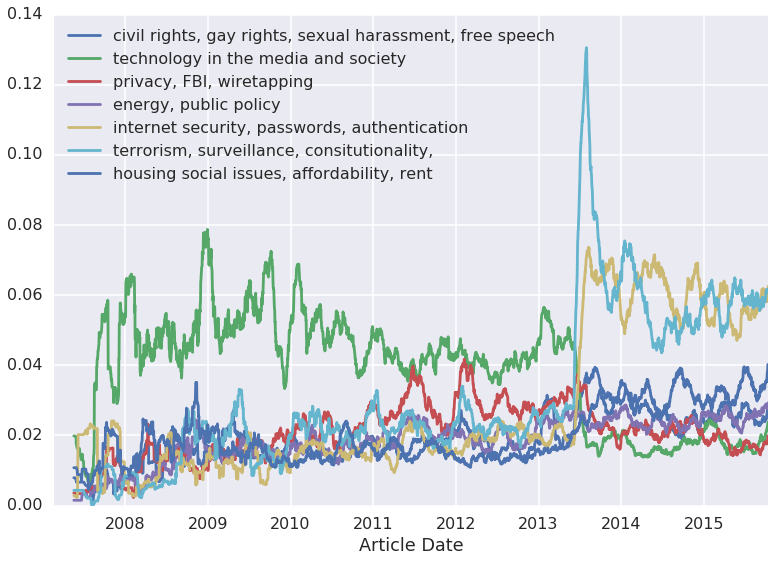 0.14
0.12
0.10
0.08
0.06
0.04
0.02
0.00
civil rights, gay rights, sexual harassment, free speech
technology in the media and society
privacy, FBI, wiretapping
energy, public policy
internet security, passwords, authentication
terrorism, surveillance, consitutionality,
housing social issues, affordability, rent
2008 2009 2010 2011 2012 2013 2014 2015
Article Date